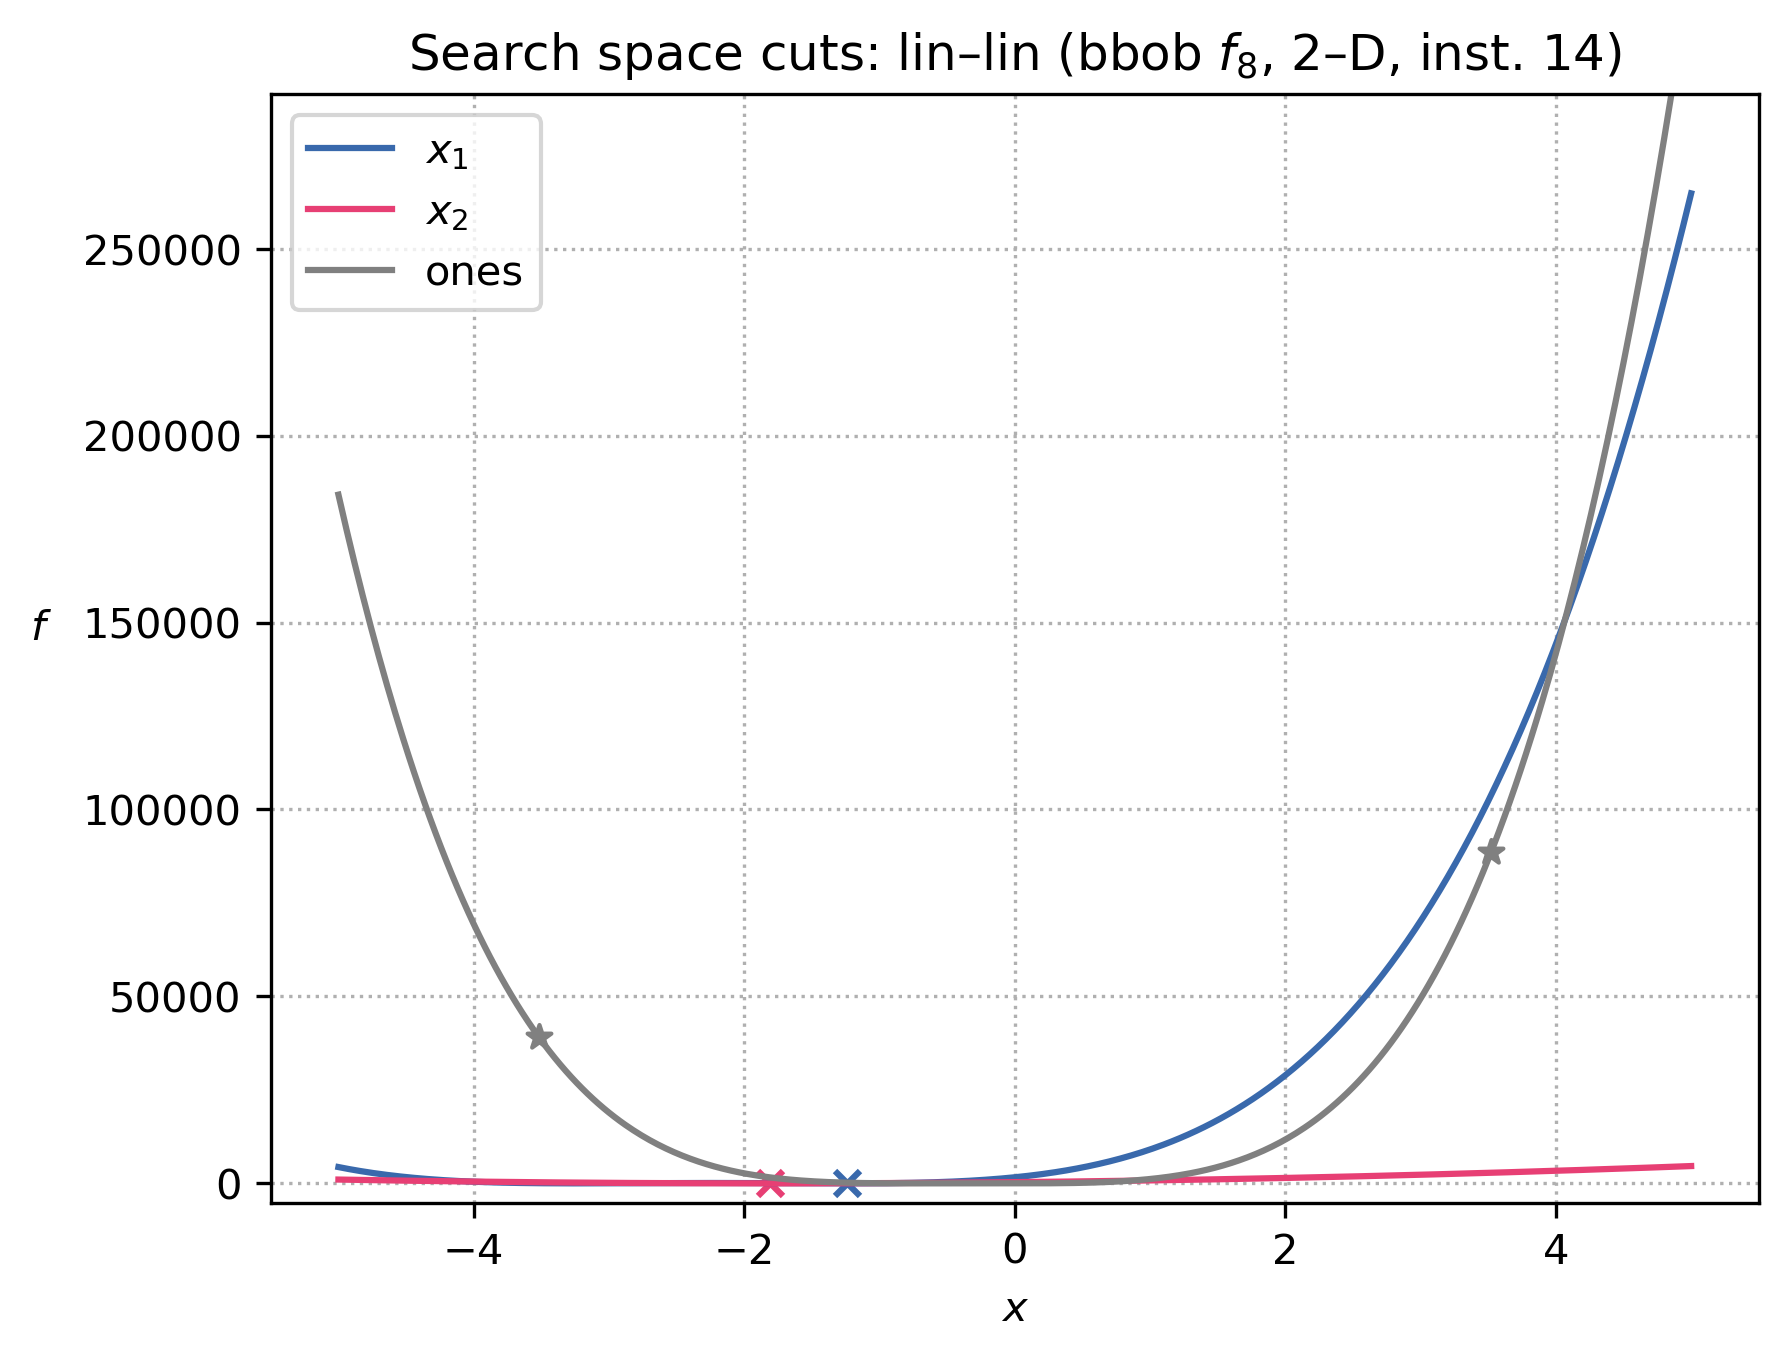 Search space cuts: lin–lin (bbob f₈, 2–D, inst. 14)
x₁
x₂
ones
250000
200000
150000
100000
50000
0
f
−4 −2 0 2 4
x